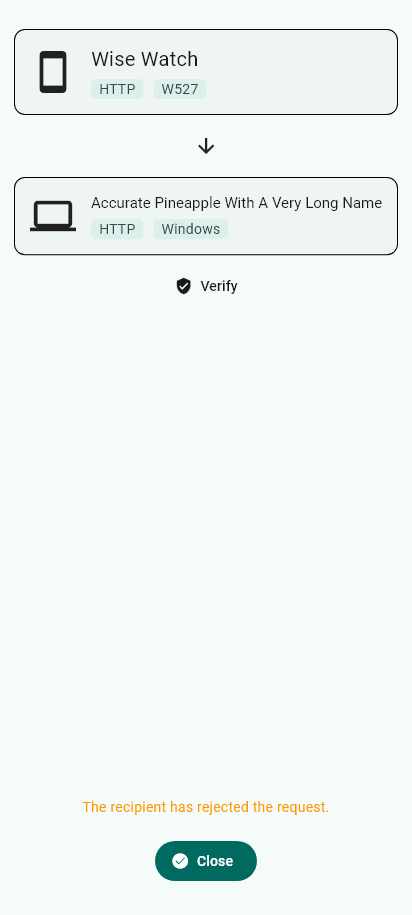 Wise Watch
HTTP W527
Accurate Pineapple With A Very Long Name
HTTP Windows
Verify
The recipient has rejected the request.
Close